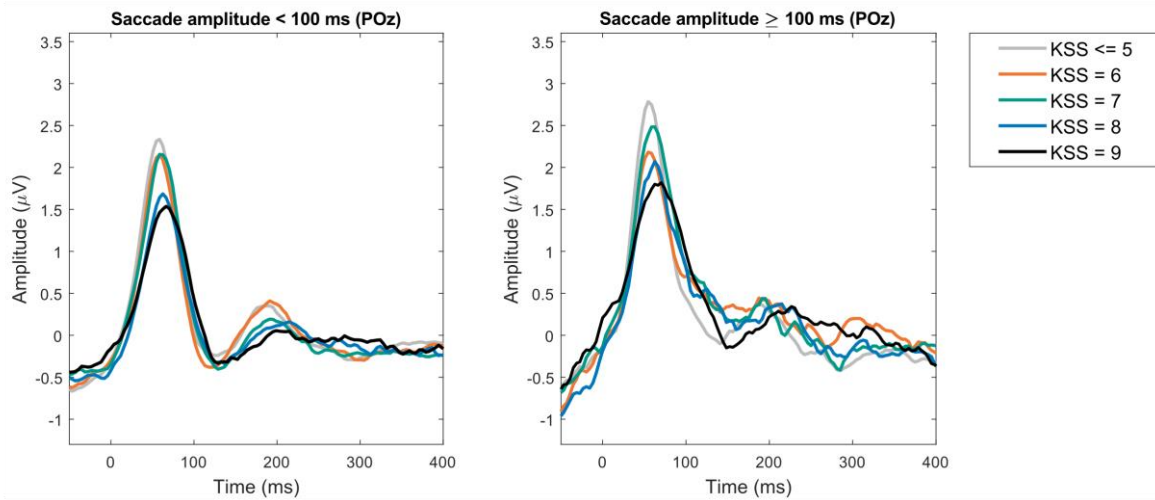 Saccade amplitude < 100 ms (POz)
3.5
3
2.5
2
1.5
1
0.5
0
-0.5
-1
Amplitude (μV)
0
100
200
300
400
Time (ms)
Saccade amplitude ≥ 100 ms (POz)
3.5
3
2.5
2
1.5
1
0.5
0
-0.5
-1
Amplitude (μV)
0
100
200
300
400
Time (ms)
KSS <= 5
KSS = 6
KSS = 7
KSS = 8
KSS = 9